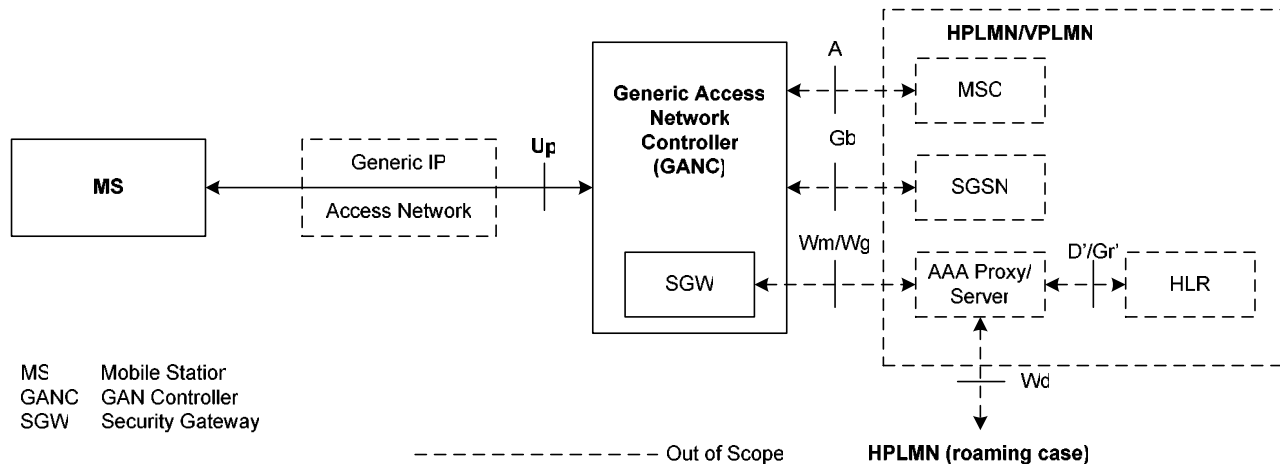 HPLMN/VPLMN
A
MSC
Generic Access
Network
Controller
(GANC)
Gb
Up
Generic IP
MS
SGSN
Access Network
Wm/Wg
D'/Gr'
SGW
AAA Proxy/
Server
HLR
MS Mobile Station
GANC GAN Controller
SGW Security Gateway
Wd
Out of Scope
HPLMN (roaming case)